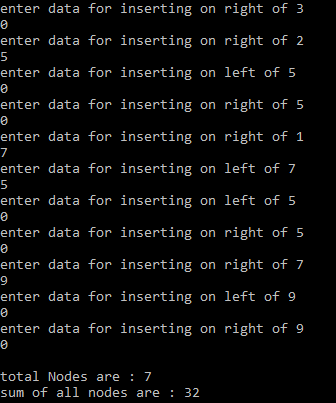 enter data for inserting on right of 3
0
enter data for inserting on right of 2
5
enter data for inserting on left of 5
0
enter data for inserting on right of 5
0
enter data for inserting on right of 1
7
enter data for inserting on left of 7
5
enter data for inserting on left of 5
0
enter data for inserting on right of 5
0
enter data for inserting on right of 7
9
enter data for inserting on left of 9
0
enter data for inserting on right of 9
0
total Nodes are : 7
sum of all nodes are : 32